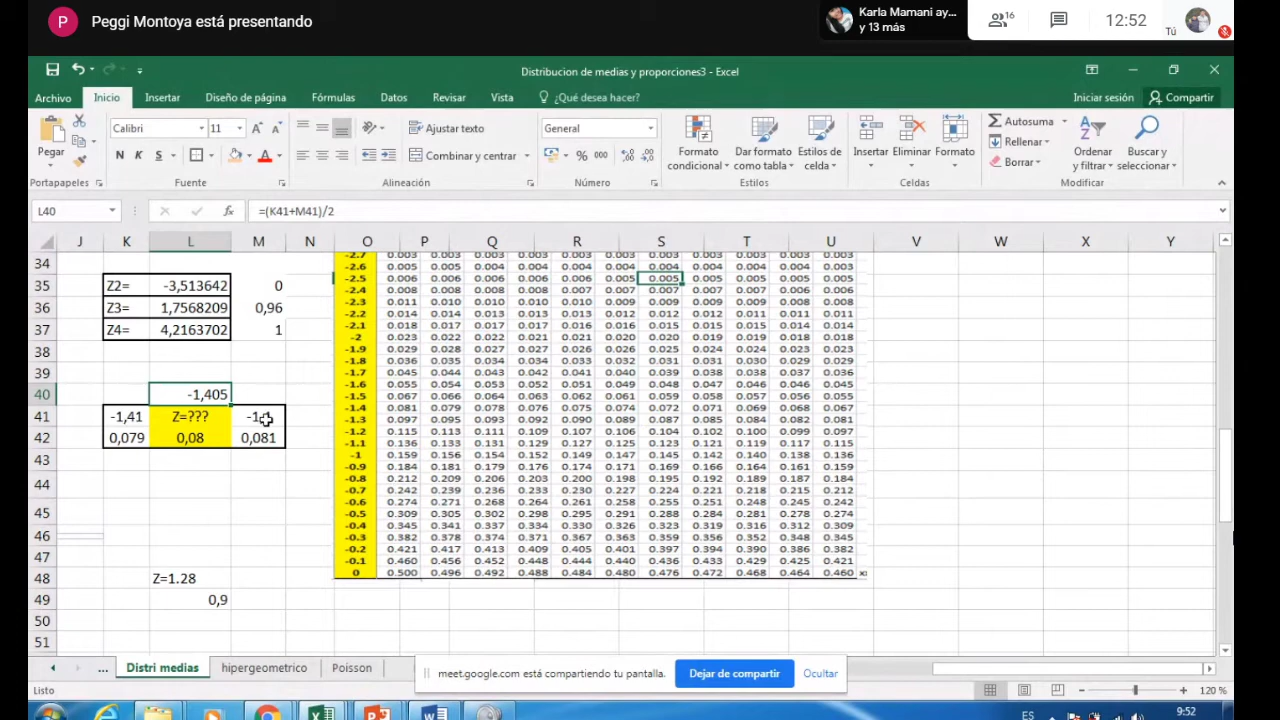 P Peggi Montoya está presentando
Karla Mamani ay...
y 13 más
16
12:52
Tú
Distribucion de medias y proporciones3 - Excel
Archivo Inicio Insertar Diseño de página Fórmulas Datos Revisar Vista ¿Qué desea hacer? Iniciar sesión Compartir
Calibri 11 Ajustar texto General Autosuma
Pegar N K S Combinar y centrar % 000 Formato condicional Dar formato como tabla Estilos de celda Insertar Eliminar Formato Rellenar Borrar Ordenar y filtrar Buscar y seleccionar
Portapapeles Fuente Alineación Número Estilos Celdas Modificar
L40 fx =(K41+M41)/2
J K L M N O P Q R S T U V W X Y
34 -2.7 0.003 0.003 0.003 0.003 0.003 0.003 0.003 0.003 0.003 0.003
-2.6 0.005 0.005 0.004 0.004 0.004 0.004 0.004 0.004 0.004 0.004
35 Z2= -3,513642 0
-2.5 0.006 0.006 0.006 0.006 0.005 0.005 0.005 0.005 0.005 0.005
-2.4 0.008 0.008 0.008 0.008 0.007 0.007 0.007 0.007 0.006 0.006
36 Z3= 1,7568209 0,96
-2.3 0.011 0.010 0.010 0.010 0.009 0.009 0.009 0.009 0.008 0.008
-2.2 0.014 0.014 0.013 0.013 0.012 0.012 0.012 0.011 0.011 0.011
37 Z4= 4,2163702 1
-2.1 0.018 0.017 0.017 0.016 0.016 0.015 0.015 0.015 0.014 0.014
-2 0.023 0.022 0.022 0.021 0.021 0.020 0.020 0.019 0.019 0.018
38 -1.9 0.029 0.028 0.027 0.027 0.026 0.026 0.025 0.024 0.024 0.023
-1.8 0.036 0.035 0.034 0.034 0.033 0.032 0.031 0.031 0.030 0.029
39 -1.7 0.045 0.044 0.043 0.042 0.041 0.040 0.039 0.038 0.038 0.037
-1.6 0.055 0.054 0.053 0.052 0.051 0.049 0.048 0.047 0.046 0.046
40 -1,405
-1.5 0.067 0.066 0.064 0.063 0.062 0.061 0.059 0.058 0.057 0.056
-1.4 0.081 0.079 0.078 0.076 0.075 0.074 0.072 0.071 0.069 0.068
41 -1,41 Z=???
-1.3 0.097 0.095 0.093 0.092 0.090 0.089 0.087 0.085 0.084 0.082
-1.2 0.115 0.113 0.111 0.109 0.107 0.106 0.104 0.102 0.100 0.099
42 0,079 0,08 0,081
-1.1 0.136 0.133 0.131 0.129 0.127 0.125 0.123 0.121 0.119 0.117
-1 0.159 0.156 0.154 0.152 0.149 0.147 0.145 0.142 0.140 0.138
43 -0.9 0.184 0.181 0.179 0.176 0.174 0.171 0.169 0.166 0.164 0.161
-0.8 0.212 0.209 0.206 0.203 0.200 0.198 0.195 0.192 0.189 0.187
44 -0.7 0.242 0.239 0.236 0.233 0.230 0.227 0.224 0.221 0.218 0.215
-0.6 0.274 0.271 0.268 0.264 0.261 0.258 0.255 0.251 0.248 0.245
45 -0.5 0.309 0.305 0.302 0.298 0.295 0.291 0.288 0.284 0.281 0.278
-0.4 0.345 0.341 0.337 0.334 0.330 0.326 0.323 0.319 0.316 0.312
46 -0.3 0.382 0.378 0.374 0.371 0.367 0.363 0.359 0.356 0.352 0.348
-0.2 0.421 0.417 0.413 0.409 0.405 0.401 0.397 0.394 0.390 0.386
47 -0.1 0.460 0.456 0.452 0.448 0.444 0.440 0.436 0.433 0.429 0.425
0 0.500 0.496 0.492 0.488 0.484 0.480 0.476 0.472 0.468 0.464
48 Z=1.28
49 0,9
50
51
... Distri medias hipergeometrico Poisson
meet.google.com está compartiendo tu pantalla. Dejar de compartir Ocultar
Listo 120 %
ES 9:52